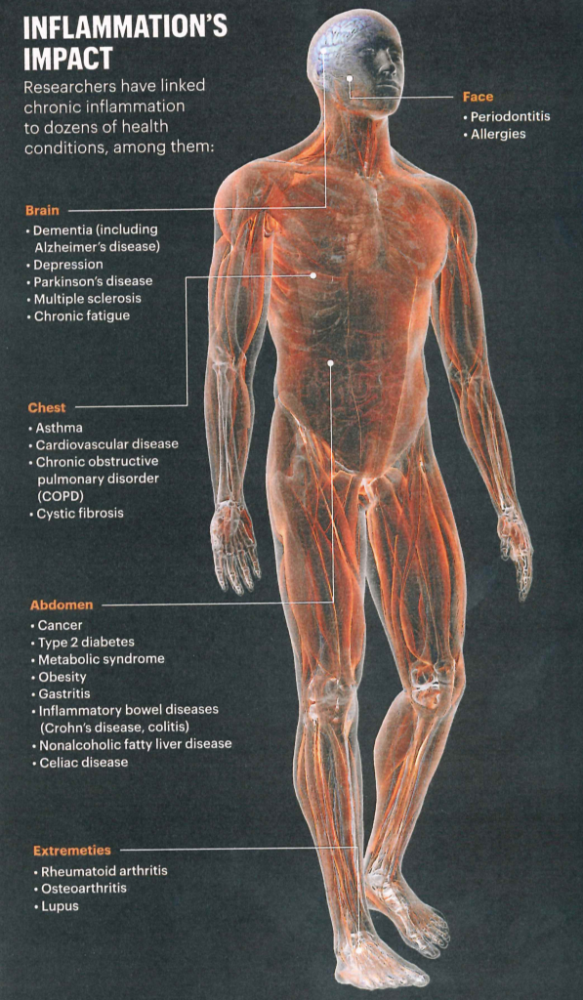 INFLAMMATION'S
IMPACT
Researchers have linked
chronic inflammation
to dozens of health
conditions, among them:
Face
• Periodontitis
• Allergies
Brain
• Dementia (including
Alzheimer's disease)
• Depression
• Parkinson's disease
• Multiple sclerosis
• Chronic fatigue
Chest
• Asthma
• Cardiovascular disease
• Chronic obstructive
pulmonary disorder
(COPD)
• Cystic fibrosis
Abdomen
• Cancer
• Type 2 diabetes
• Metabolic syndrome
• Obesity
• Gastritis
• Inflammatory bowel diseases
(Crohn's disease, colitis)
• Nonalcoholic fatty liver disease
• Celiac disease
Extremeties
• Rheumatoid arthritis
• Osteoarthritis
• Lupus